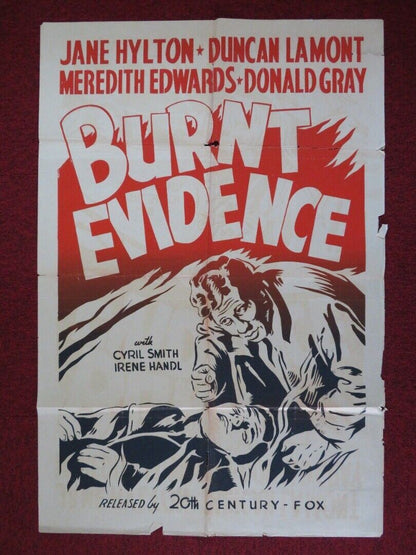 JANE HYLTON ★ DUNCAN LAMONT
MEREDITH EDWARDS ★ DONALD GRAY
BURNT
EVIDENCE
with
CYRIL SMITH
IRENE HANDL
RELEASED by 20TH CENTURY-FOX